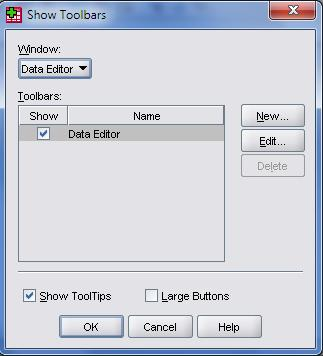 Show Toolbars
Window:
Data Editor
Toolbars:
Show Name
Data Editor
New...
Edit...
Delete
Show ToolTips Large Buttons
OK Cancel Help